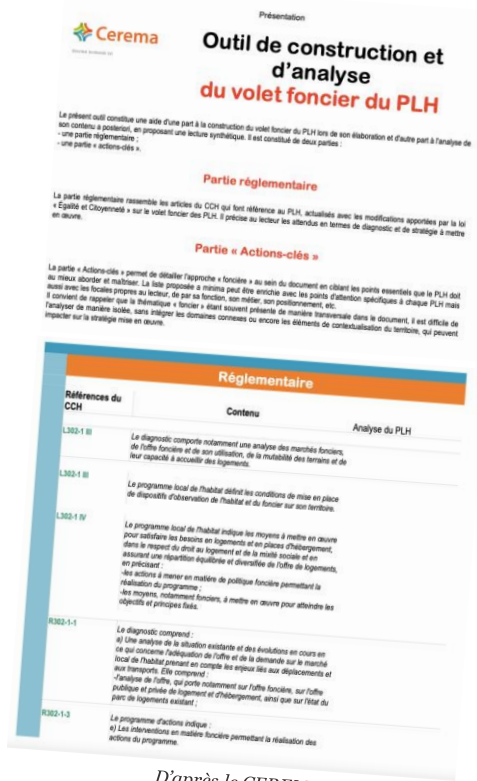 Présentation
Cerema
Outil de construction et
d'analyse
du volet foncier du PLH
Le présent outil constitue une aide d'une part à la construction du volet foncier du PLH lors de son élaboration et d'autre part à l'analyse de
son contenu a posteriori, en proposant une lecture synthétique. Il est constitué de deux parties :
- une partie réglementaire ;
- une partie « actions-clés ».
Partie réglementaire
La partie réglementaire rassemble les articles du CCH qui font référence au PLH, actualisés avec les modifications apportées par la loi
« Egalité et Citoyenneté » sur le volet foncier des PLH. Il précise au lecteur les attendus en termes de diagnostic et de stratégie à mettre
en œuvre.
Partie « Actions-clés »
La partie « Actions-clés » permet de détailler l'approche « foncière » au sein du document en ciblant les points essentiels que le PLH doit
au mieux aborder et maîtriser. La liste proposée a minima peut être enrichie avec les points d'attention spécifiques à chaque PLH mais
aussi avec les focales propres au lecteur, de par sa fonction, son métier, son positionnement, etc.
Il convient de rappeler que la thématique « foncier » étant souvent présente de manière transversale dans le document, il est difficile de
l'analyser de manière isolée, sans intégrer les domaines connexes ou encore les éléments de contextualisation du territoire, qui peuvent
impacter sur la stratégie mise en œuvre.
Réglementaire
Références du
CCH
Contenu
Analyse du PLH
L302-1 III
Le diagnostic comporte notamment une analyse des marchés fonciers,
de l'offre foncière et de son utilisation, de la mutabilité des terrains et de
leur capacité à accueillir des logements.
L302-1 III
Le programme local de l'habitat définit les conditions de mise en place
de dispositifs d'observation de l'habitat et du foncier sur son territoire.
L302-1 IV
Le programme local de l'habitat indique les moyens à mettre en œuvre
pour satisfaire les besoins en logements et en places d'hébergement,
dans le respect du droit au logement et de la mixité sociale et en
assurant une répartition équilibrée et diversifiée de l'offre de logements,
en précisant :
-les actions à mener en matière de politique foncière permettant la
réalisation du programme ;
-les moyens, notamment fonciers, à mettre en œuvre pour atteindre les
objectifs et principes fixés.
R302-1-1
Le diagnostic comprend :
a) Une analyse de la situation existante et des évolutions en cours en
ce qui concerne l'adéquation de l'offre et de la demande sur le marché
local de l'habitat prenant en compte les enjeux liés aux déplacements et
aux transports. Elle comprend :
-l'analyse de l'offre, qui porte notamment sur l'offre foncière, sur l'offre
publique et privée de logement et d'hébergement, ainsi que sur l'état du
parc de logements existant ;
R302-1-3
Le programme d'actions indique :
e) Les interventions en matière foncière permettant la réalisation des
actions du programme.
D'après le